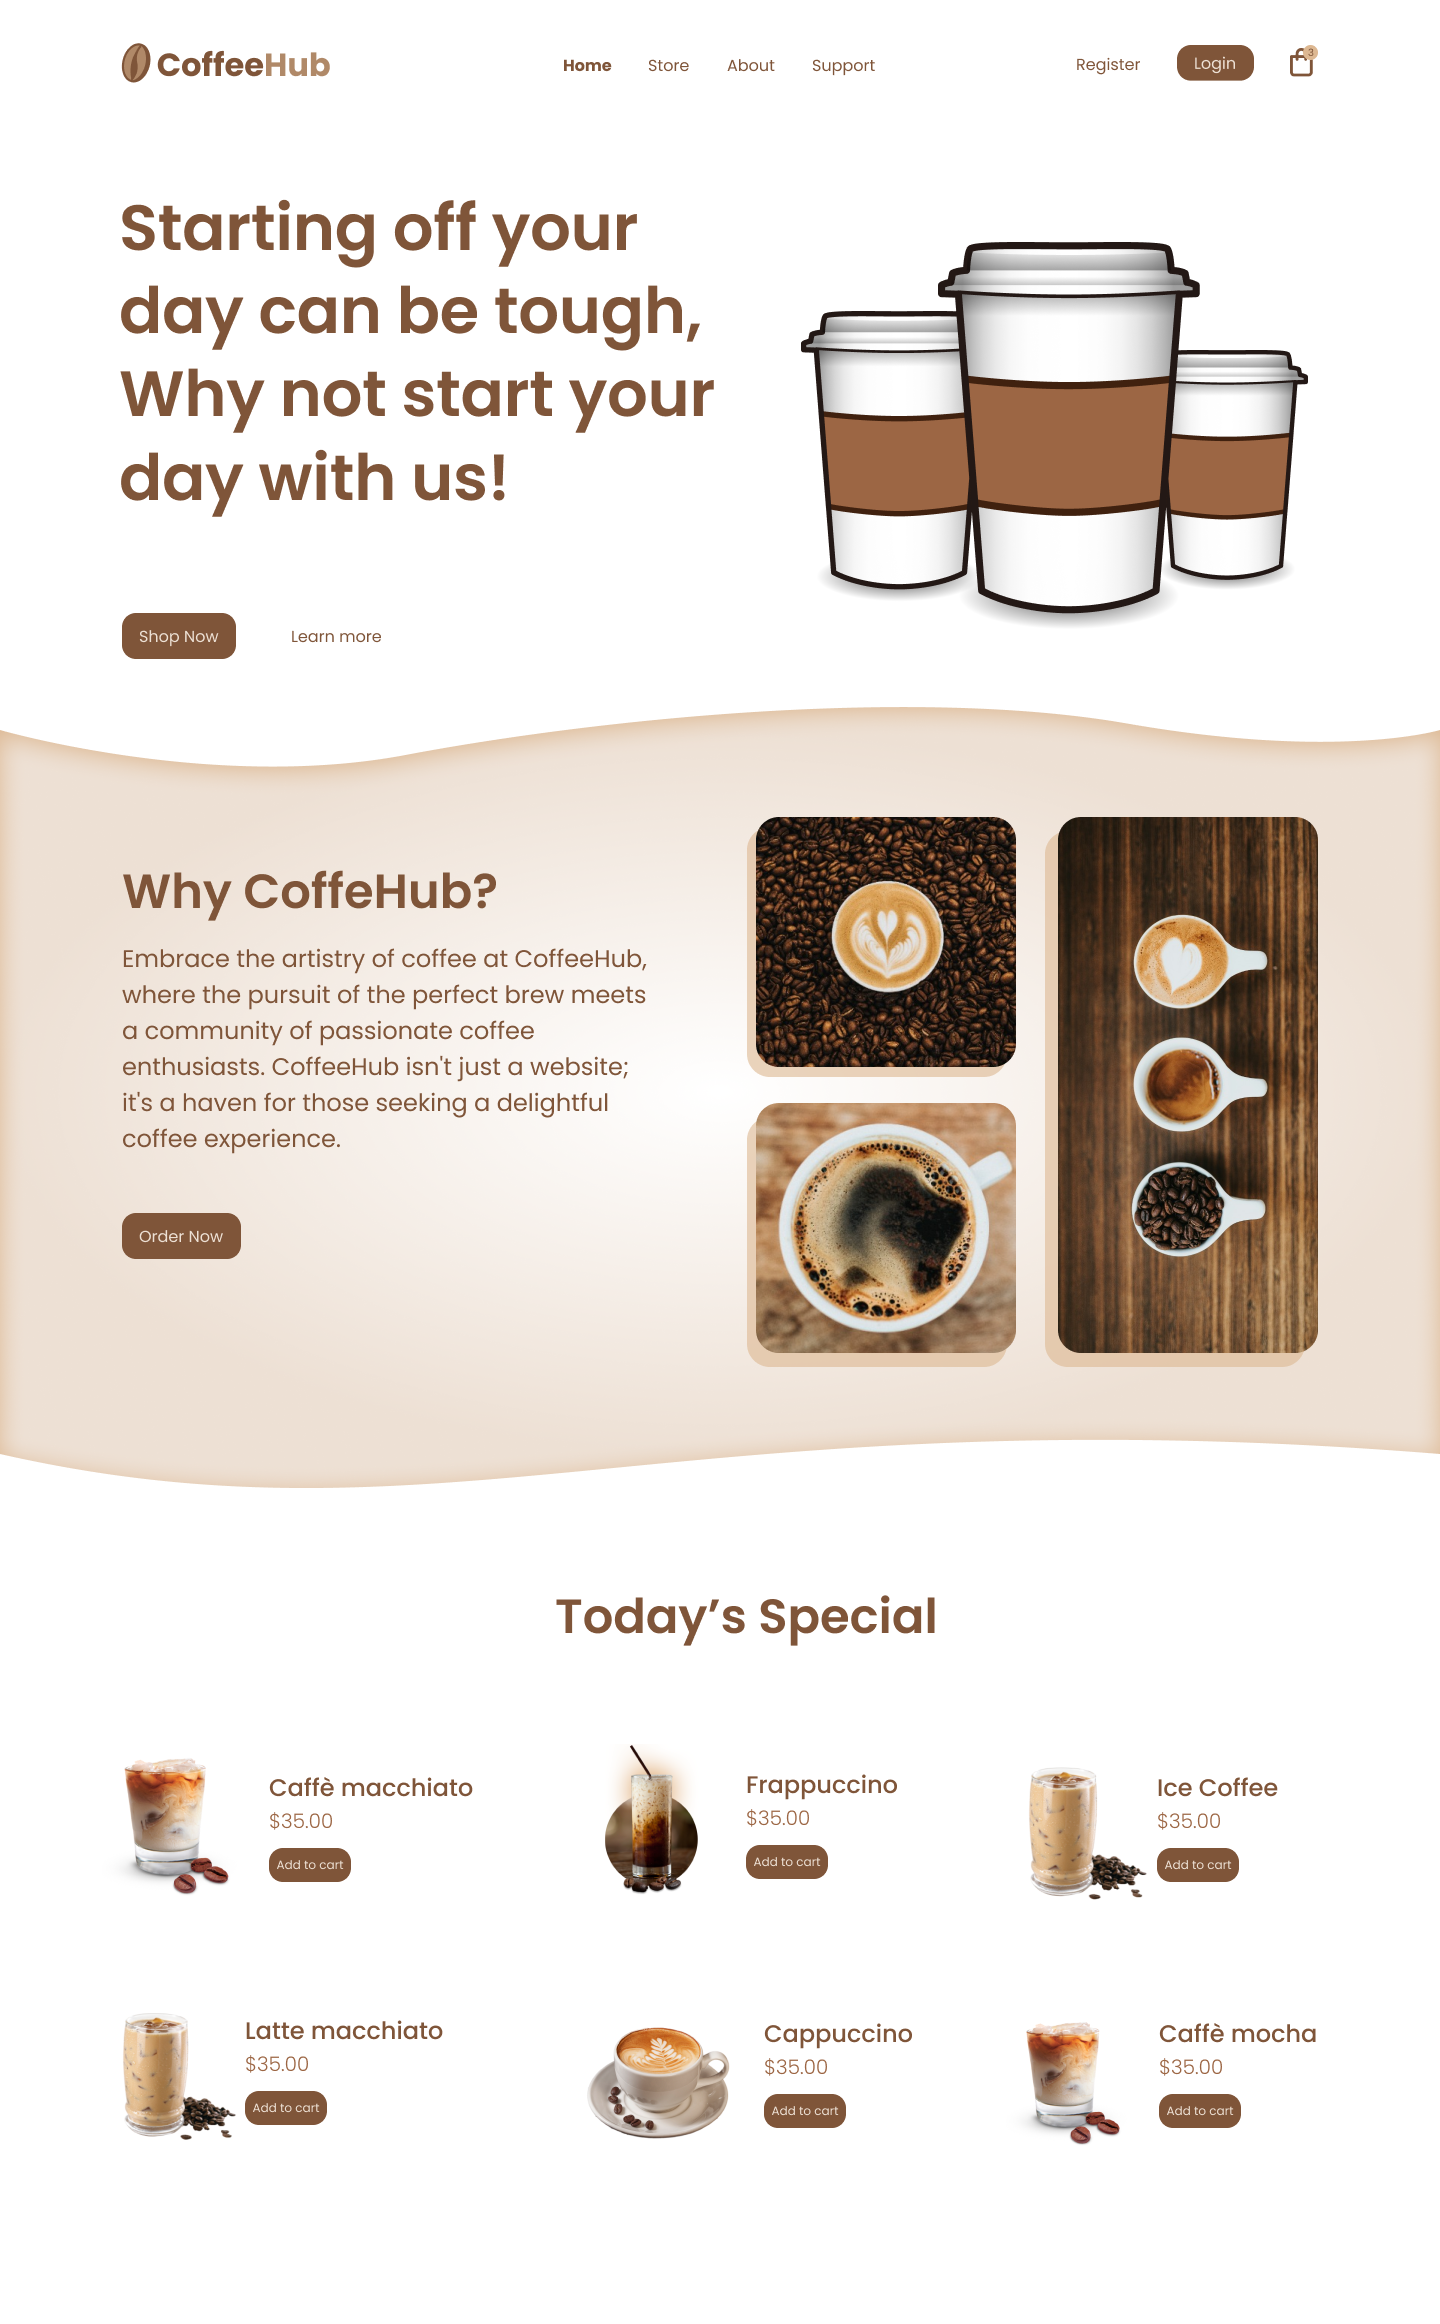 CoffeeHub
Home Store About Support
Register Login 3
Starting off your
day can be tough,
Why not start your
day with us!
Shop Now Learn more
Why CoffeHub?
Embrace the artistry of coffee at CoffeeHub,
where the pursuit of the perfect brew meets
a community of passionate coffee
enthusiasts. CoffeeHub isn't just a website;
it's a haven for those seeking a delightful
coffee experience.
Order Now
Today’s Special
Caffè macchiato
$35.00
Add to cart
Frappuccino
$35.00
Add to cart
Ice Coffee
$35.00
Add to cart
Latte macchiato
$35.00
Add to cart
Cappuccino
$35.00
Add to cart
Caffè mocha
$35.00
Add to cart